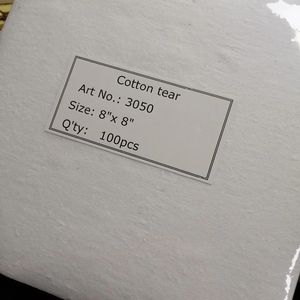 Cotton tear
Art No.: 3050
Size: 8"x 8"
Q'ty: 100pcs